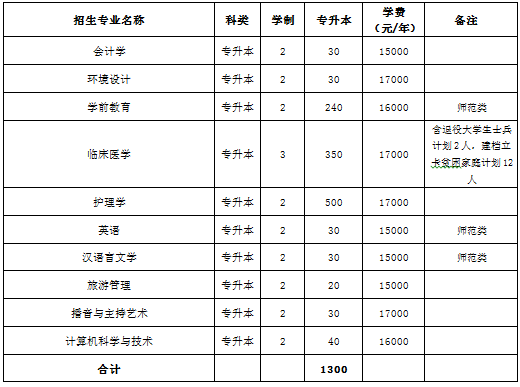 招生专业名称 科类 学制 专升本 学费（元/年） 备注
会计学 专升本 2 30 15000
环境设计 专升本 2 30 17000
学前教育 专升本 2 240 16000 师范类
临床医学 专升本 3 350 17000 含退役大学生士兵计划2人，建档立卡贫困家庭计划12人
护理学 专升本 2 500 17000
英语 专升本 2 30 15000 师范类
汉语言文学 专升本 2 30 15000 师范类
旅游管理 专升本 2 20 15000
播音与主持艺术 专升本 2 30 17000
计算机科学与技术 专升本 2 40 16000
合计 1300